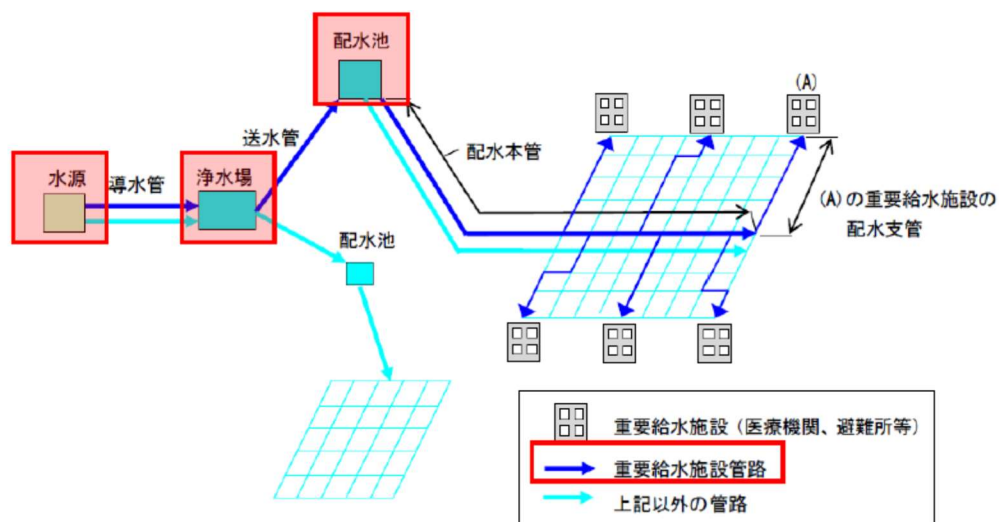 配水池
(A)
送水管
配水本管
水源
導水管
浄水場
(A)の重要給水施設の
配水支管
配水池
重要給水施設(医療機関、避難所等)
重要給水施設管路
上記以外の管路